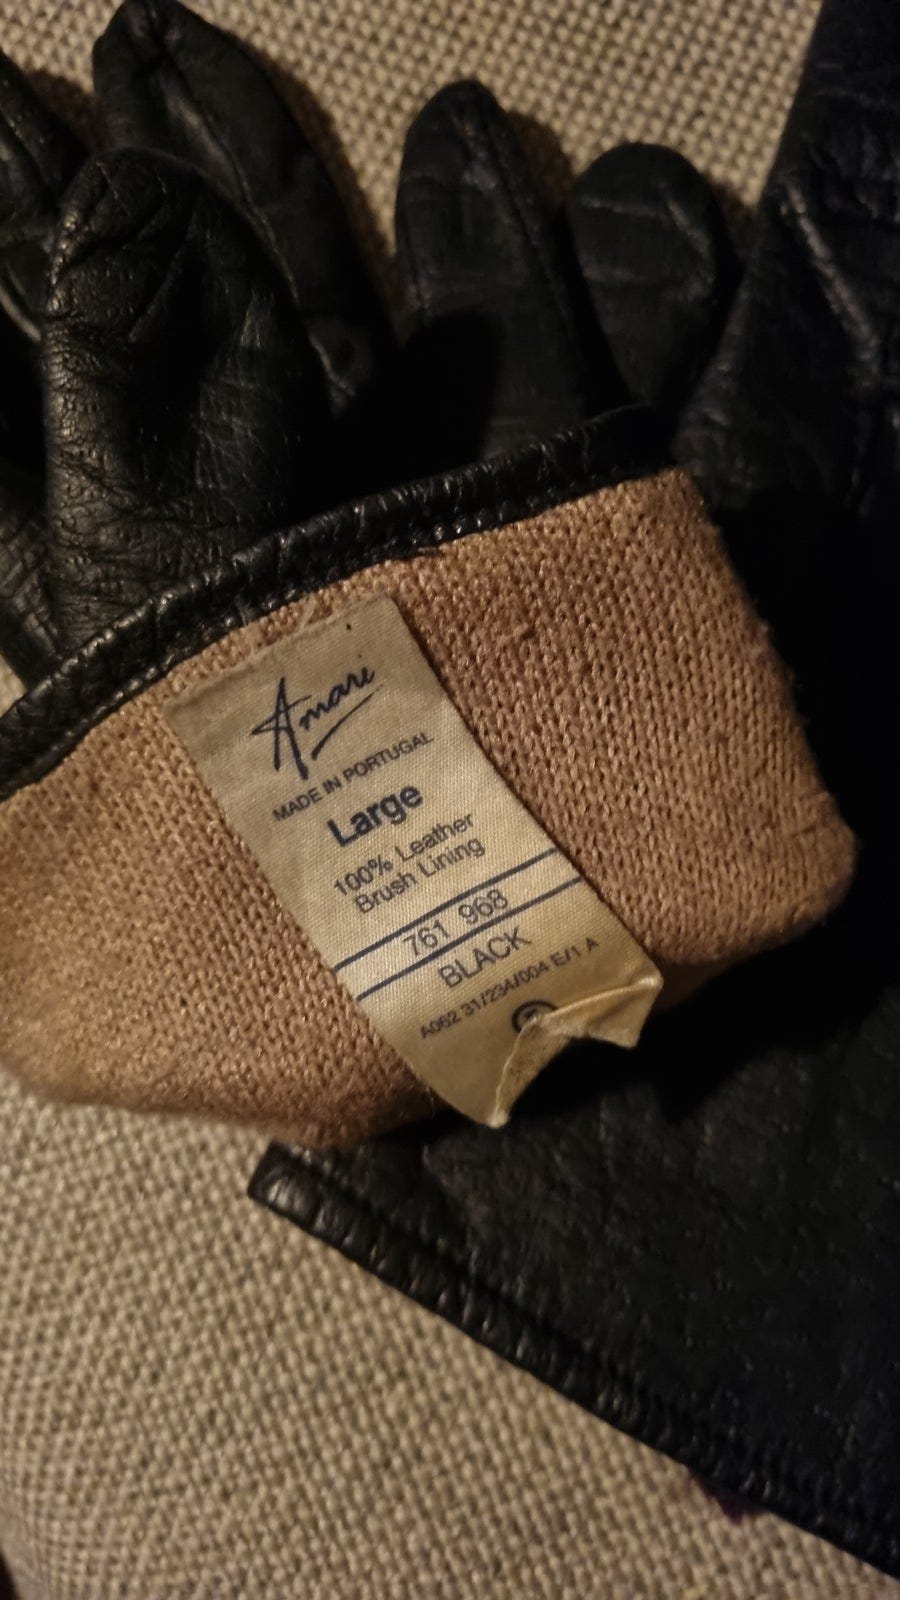 Amari
MADE IN PORTUGAL
Large
100% Leather
Brush Lining
761 968
BLACK
A062 31/234/004 E/1 A